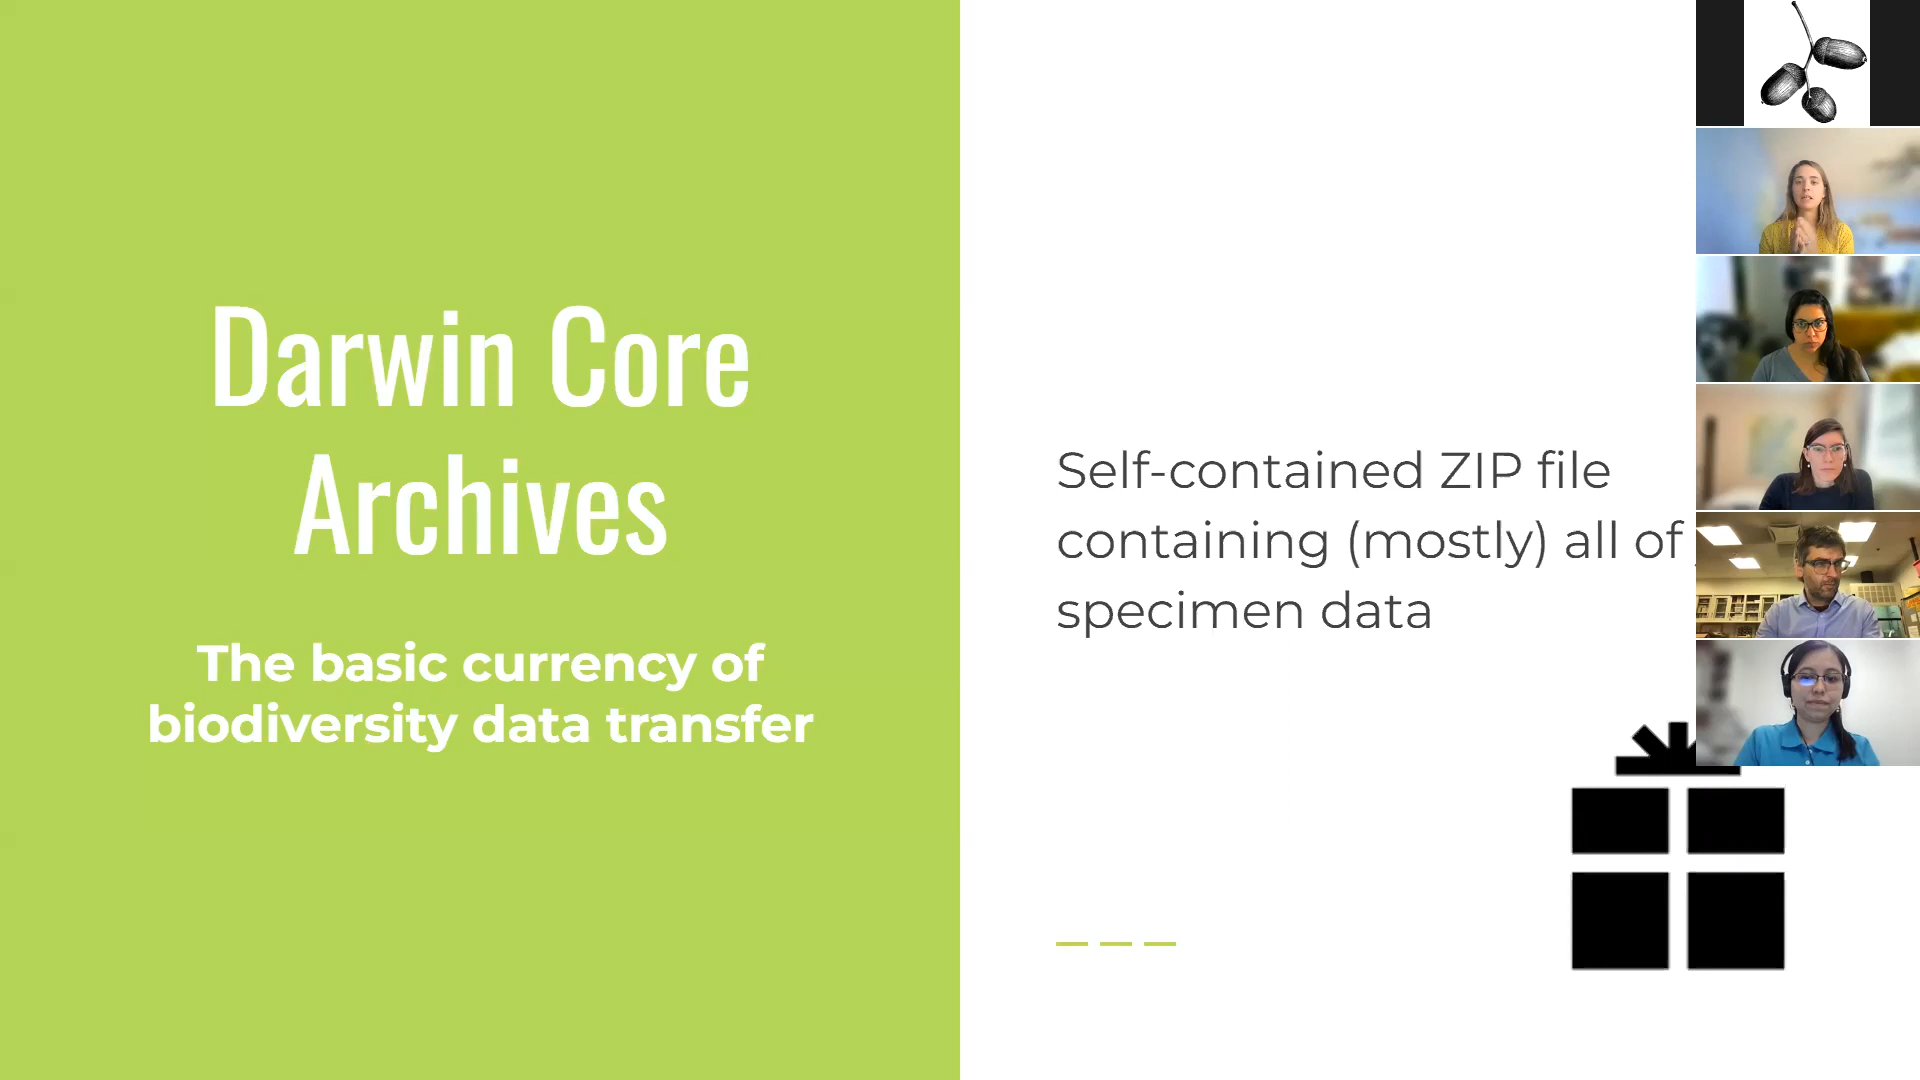 Darwin Core
Archives
The basic currency of
biodiversity data transfer
Self-contained ZIP file
containing (mostly) all of
specimen data